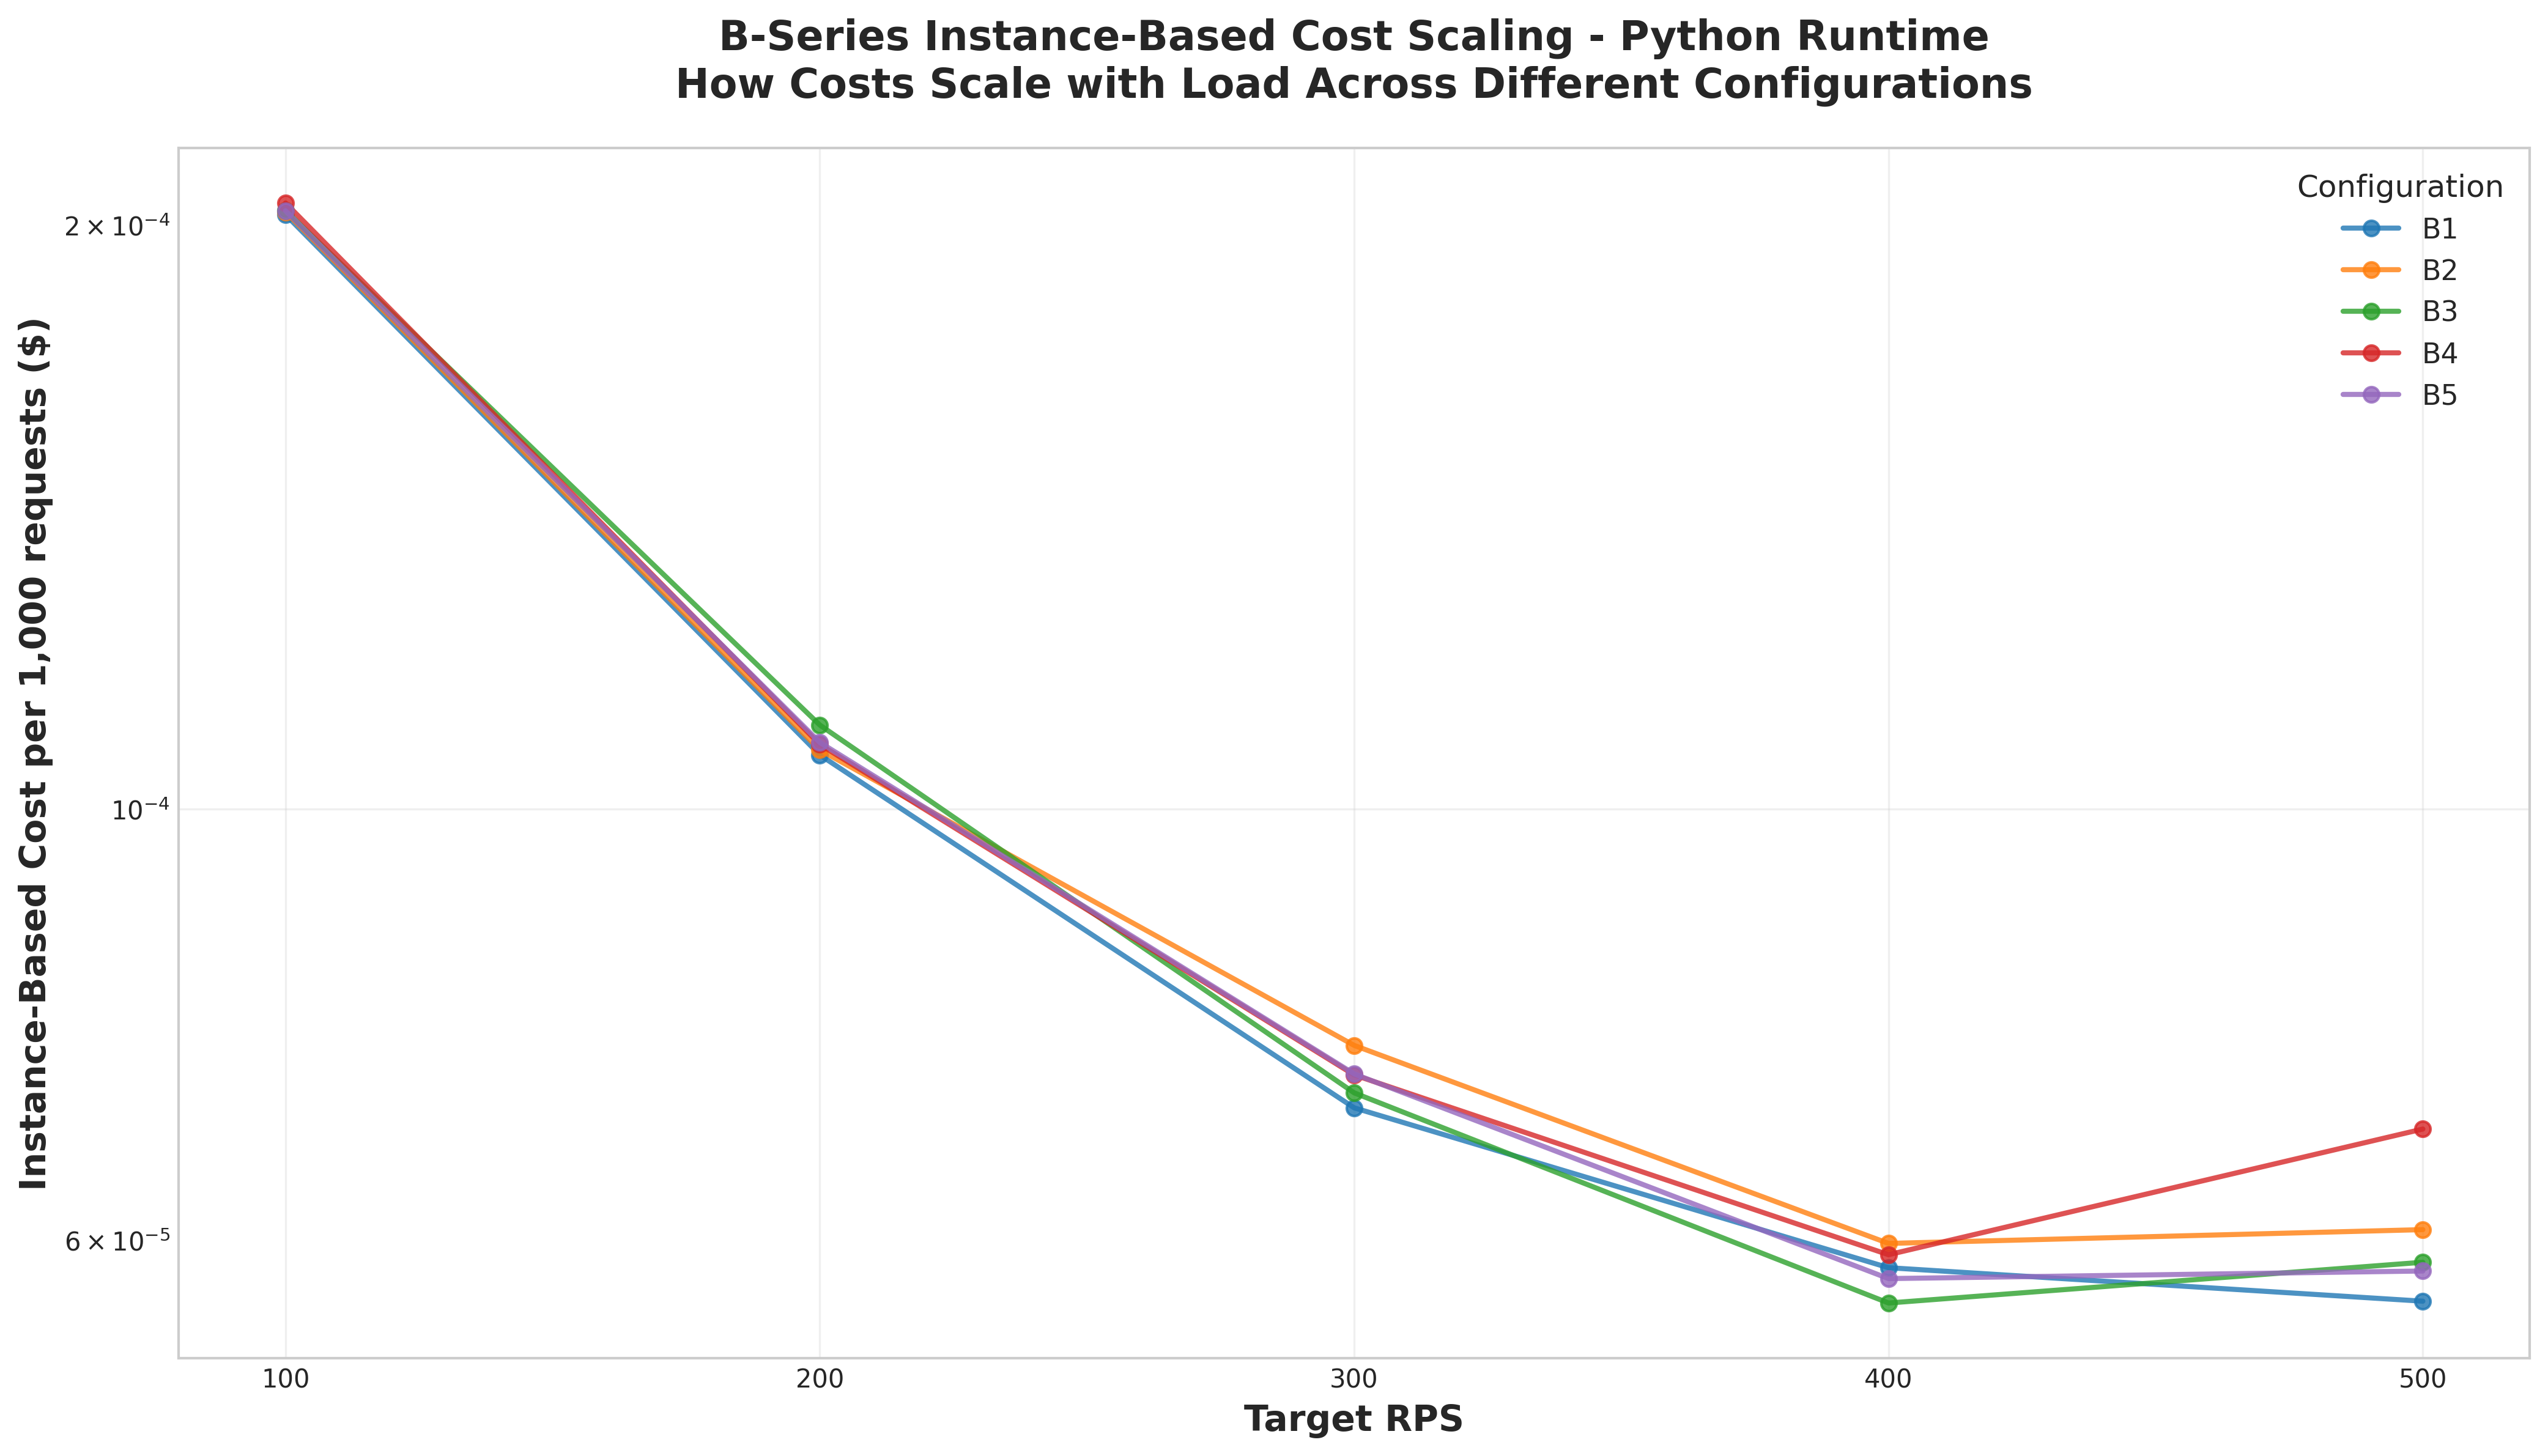 B-Series Instance-Based Cost Scaling - Python Runtime
How Costs Scale with Load Across Different Configurations
Instance-Based Cost per 1,000 requests ($)
2 × 10⁻⁴
10⁻⁴
6 × 10⁻⁵
Configuration
B1
B2
B3
B4
B5
100 200 300 400 500
Target RPS